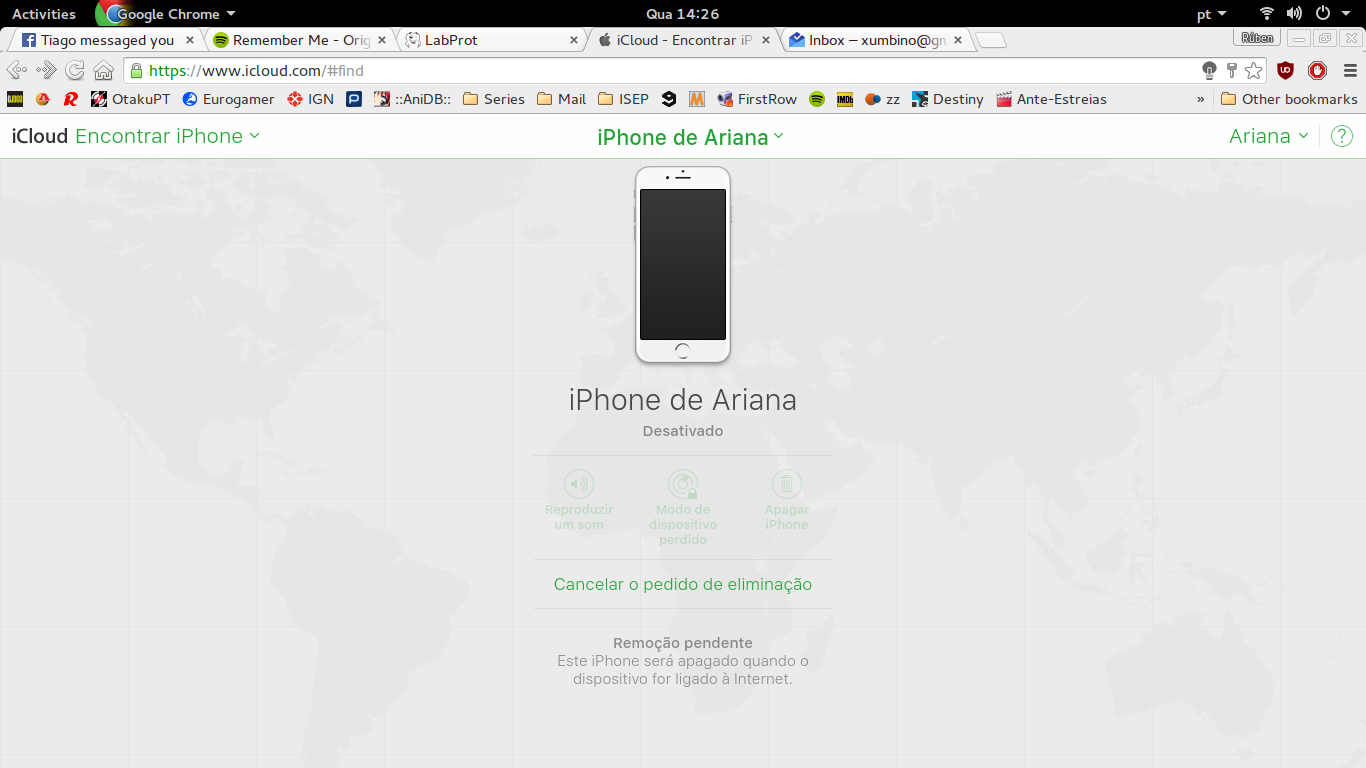 Activities Google Chrome Qua 14:26 pt
Tiago messaged you Remember Me - Orig LabProt iCloud - Encontrar iP Inbox – xumbino@gm Rúben
https://www.icloud.com/#find
OtakuPT Eurogamer IGN ::AniDB:: Series Mail ISEP FirstRow IMDb zz Destiny Ante-Estreias » Other bookmarks
iCloud Encontrar iPhone iPhone de Ariana Ariana ?
iPhone de Ariana
Desativado
Reproduzir um som
Modo de dispositivo perdido
Apagar iPhone
Cancelar o pedido de eliminação
Remoção pendente
Este iPhone será apagado quando o
dispositivo for ligado à Internet.